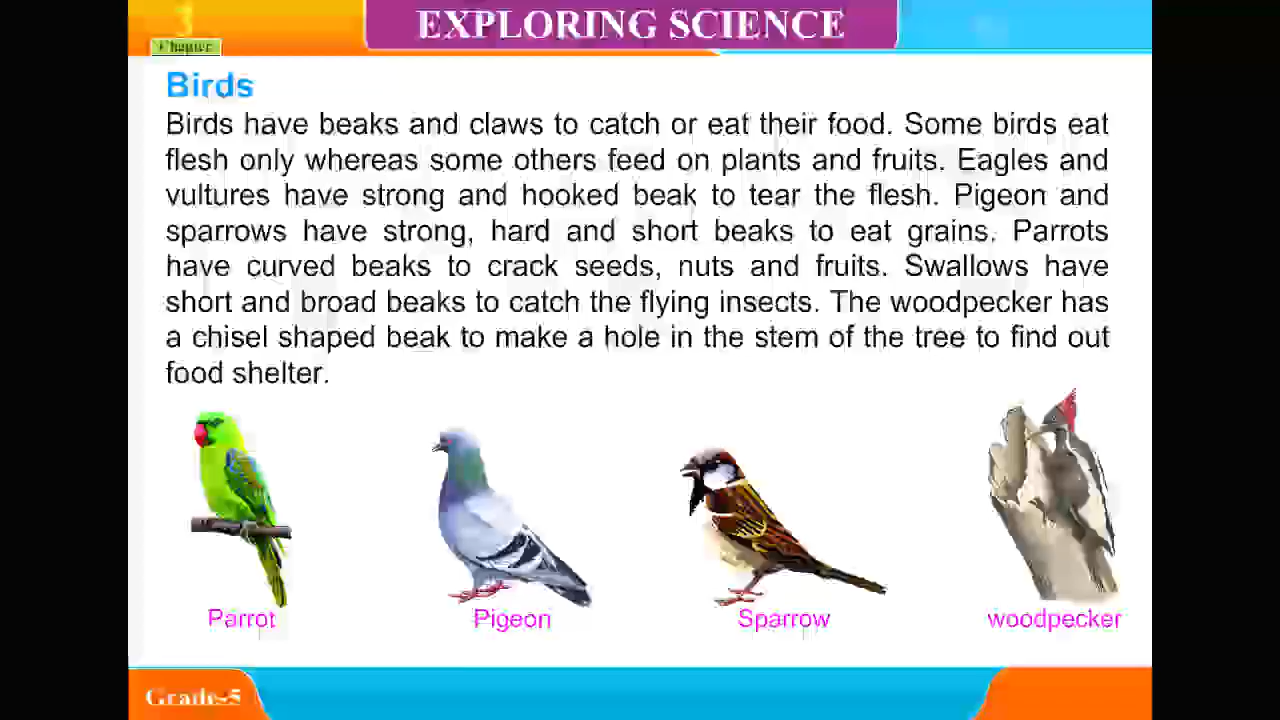 3
Chapter
EXPLORING SCIENCE
Birds
Birds have beaks and claws to catch or eat their food. Some birds eat
flesh only whereas some others feed on plants and fruits. Eagles and
vultures have strong and hooked beak to tear the flesh. Pigeon and
sparrows have strong, hard and short beaks to eat grains. Parrots
have curved beaks to crack seeds, nuts and fruits. Swallows have
short and broad beaks to catch the flying insects. The woodpecker has
a chisel shaped beak to make a hole in the stem of the tree to find out
food shelter.
Parrot
Pigeon
Sparrow
woodpecker
Grade-5